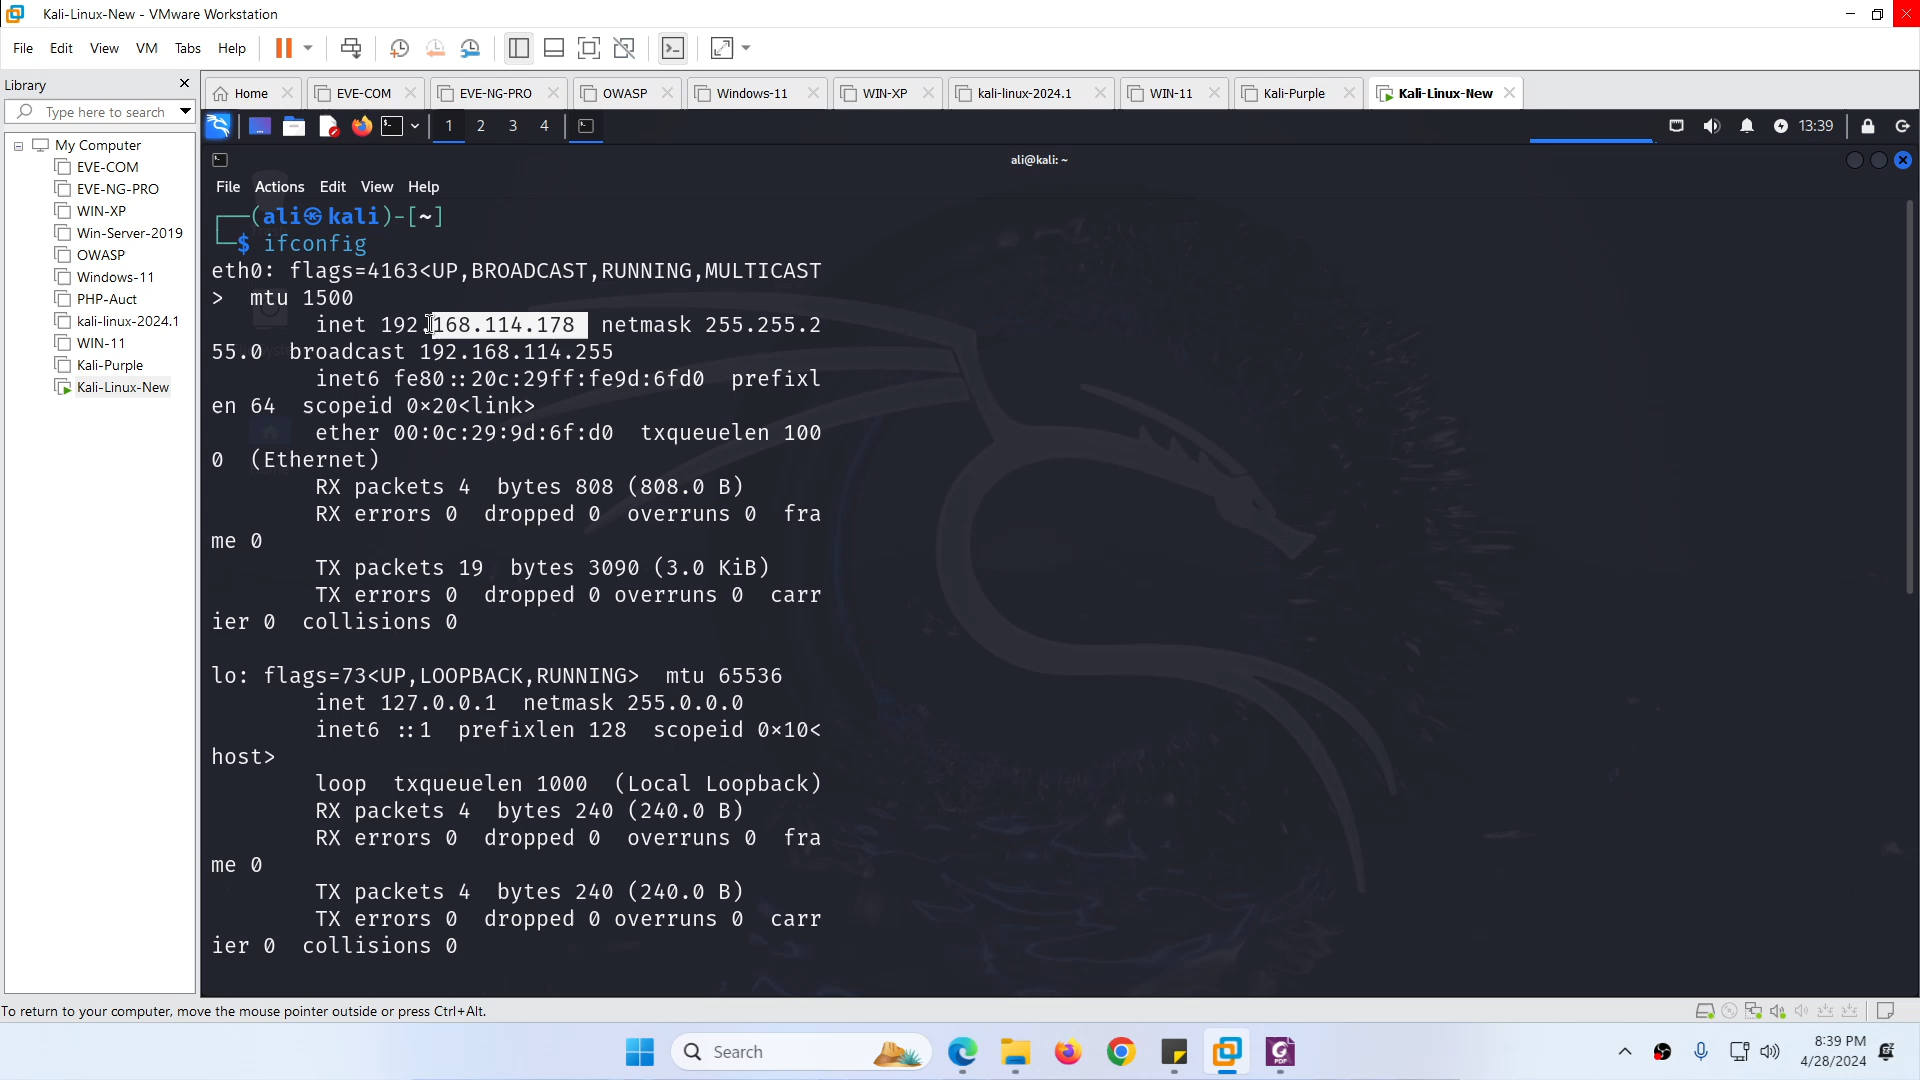 Kali-Linux-New - VMware Workstation
File Edit View VM Tabs Help
Library
Type here to search
My Computer
EVE-COM
EVE-NG-PRO
WIN-XP
Win-Server-2019
OWASP
Windows-11
PHP-Auct
kali-linux-2024.1
WIN-11
Kali-Purple
Kali-Linux-New
Home EVE-COM EVE-NG-PRO OWASP Windows-11 WIN-XP kali-linux-2024.1 WIN-11 Kali-Purple Kali-Linux-New
1 2 3 4 13:39
ali@kali: ~
File Actions Edit View Help
┌──(ali㉿kali)-[~]
└─$ ifconfig
eth0: flags=4163<UP,BROADCAST,RUNNING,MULTICAST
>  mtu 1500
        inet 192.168.114.178  netmask 255.255.2
55.0  broadcast 192.168.114.255
        inet6 fe80::20c:29ff:fe9d:6fd0  prefixl
en 64  scopeid 0×20<link>
        ether 00:0c:29:9d:6f:d0  txqueuelen 100
0  (Ethernet)
        RX packets 4  bytes 808 (808.0 B)
        RX errors 0  dropped 0  overruns 0  fra
me 0
        TX packets 19  bytes 3090 (3.0 KiB)
        TX errors 0  dropped 0 overruns 0  carr
ier 0  collisions 0
lo: flags=73<UP,LOOPBACK,RUNNING>  mtu 65536
        inet 127.0.0.1  netmask 255.0.0.0
        inet6 ::1  prefixlen 128  scopeid 0×10<
host>
        loop  txqueuelen 1000  (Local Loopback)
        RX packets 4  bytes 240 (240.0 B)
        RX errors 0  dropped 0  overruns 0  fra
me 0
        TX packets 4  bytes 240 (240.0 B)
        TX errors 0  dropped 0 overruns 0  carr
ier 0  collisions 0
To return to your computer, move the mouse pointer outside or press Ctrl+Alt.
Search
PDF
8:39 PM
4/28/2024